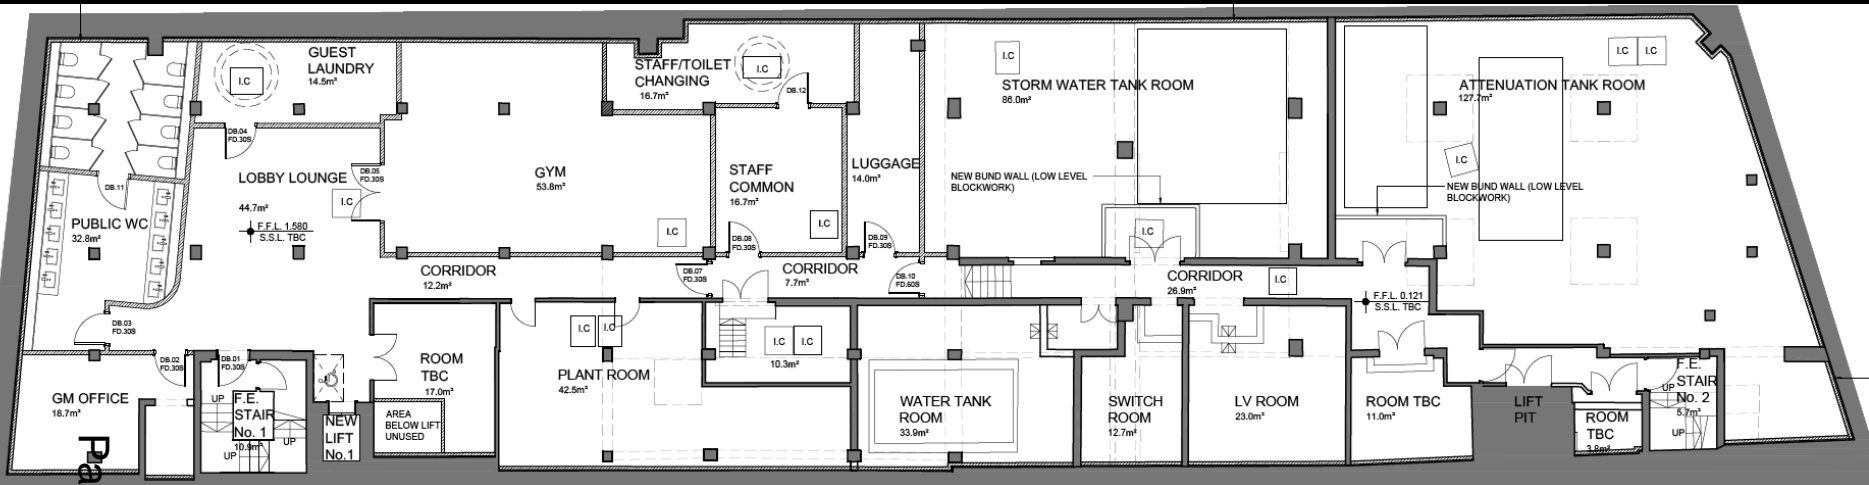 GUEST
LAUNDRY
14.5m²
I.C
STAFF/TOILET
CHANGING
16.7m²
I.C
DB.12
I.C
STORM WATER TANK ROOM
86.0m²
I.C
I.C
ATTENUATION TANK ROOM
127.7m²
DB.04
FD.30S
LOBBY LOUNGE
44.7m²
DB.05
FD.30S
I.C
F.F.L. 1.580
S.S.L. TBC
GYM
53.8m²
I.C
STAFF
COMMON
16.7m²
I.C
DB.08
FD.30S
LUGGAGE
14.0m²
DB.09
FD.30S
NEW BUND WALL (LOW LEVEL
BLOCKWORK)
I.C
I.C
NEW BUND WALL (LOW LEVEL
BLOCKWORK)
DB.11
PUBLIC WC
32.8m²
DB.03
FD.30S
CORRIDOR
12.2m²
DB.07
FD.30S
CORRIDOR
7.7m²
DB.10
FD.60S
CORRIDOR
26.9m²
I.C
F.F.L. 0.121
S.S.L. TBC
DB.02
FD.30S
DB.01
FD.30S
GM OFFICE
18.7m²
Pa
UP
F.E.
STAIR
No. 1
10.9m²
UP
UP
NEW
LIFT
No.1
ROOM
TBC
17.0m²
AREA
BELOW LIFT
UNUSED
I.C
I.C
PLANT ROOM
42.5m²
I.C
I.C
10.3m²
WATER TANK
ROOM
33.9m²
SWITCH
ROOM
12.7m²
LV ROOM
23.0m²
ROOM TBC
11.0m²
LIFT
PIT
ROOM
TBC
3.8m²
F.E.
STAIR
No. 2
5.7m²
UP
UP